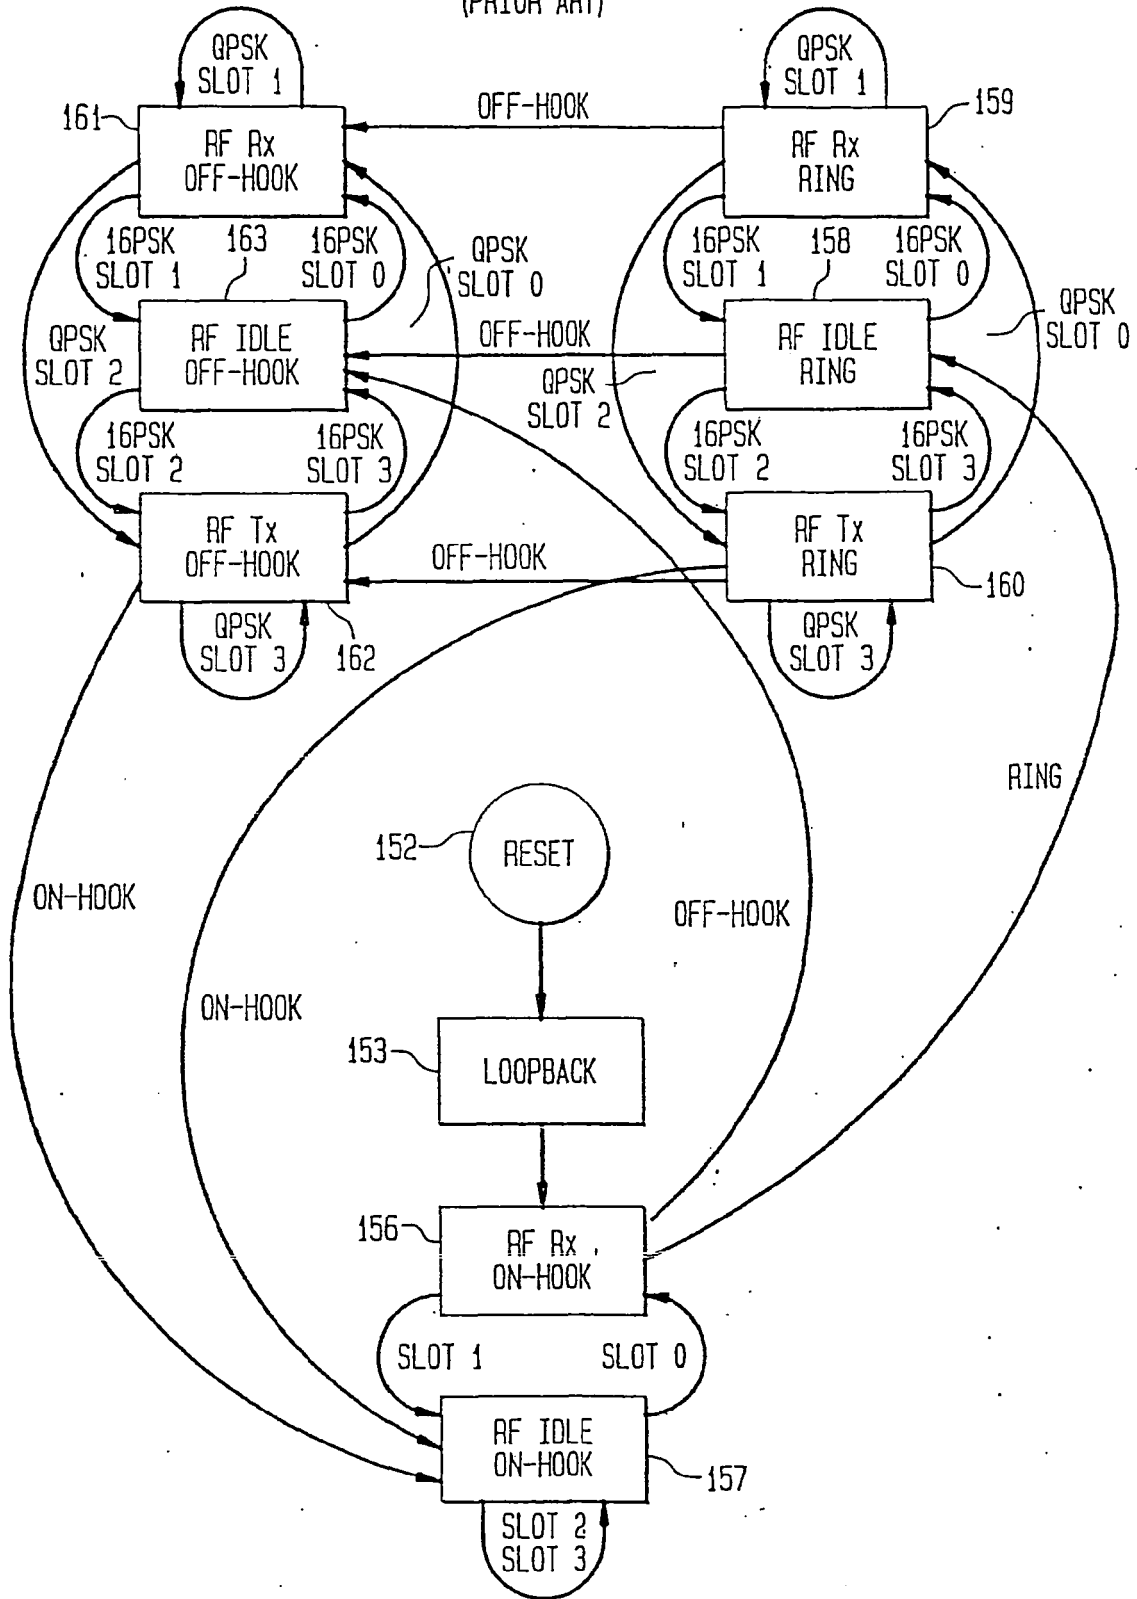 (PRIOR ART)
QPSK
SLOT 1
QPSK
SLOT 1
161
RF Rx
OFF-HOOK
OFF-HOOK
RF Rx
RING
159
16PSK
SLOT 1
163
16PSK
SLOT 0
QPSK
SLOT 0
16PSK
SLOT 1
158
16PSK
SLOT 0
QPSK
SLOT 0
QPSK
SLOT 2
RF IDLE
OFF-HOOK
OFF-HOOK
QPSK
SLOT 2
RF IDLE
RING
16PSK
SLOT 2
16PSK
SLOT 3
16PSK
SLOT 2
16PSK
SLOT 3
RF Tx
OFF-HOOK
OFF-HOOK
RF Tx
RING
160
QPSK
SLOT 3
162
QPSK
SLOT 3
RING
152
RESET
ON-HOOK
OFF-HOOK
ON-HOOK
153
LOOPBACK
156
RF Rx
ON-HOOK
SLOT 1
SLOT 0
RF IDLE
ON-HOOK
157
SLOT 2
SLOT 3